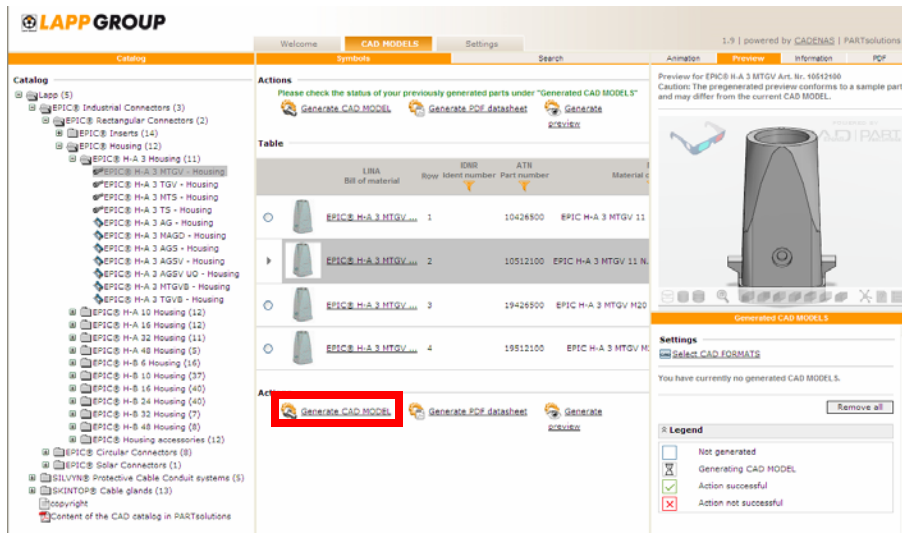 LAPP GROUP
Welcome
CAD MODELS
Settings
1.9 | powered by CADENAS | PARTsolutions
Catalog
Symbols
Search
Animation
Preview
Information
PDF
Catalog
Lapp (5)
EPIC® Industrial Connectors (3)
EPIC® Rectangular Connectors (2)
EPIC® Inserts (14)
EPIC® Housing (12)
EPIC® H-A 3 Housing (11)
EPIC® H-A 3 MTGV - Housing
EPIC® H-A 3 TGV - Housing
EPIC® H-A 3 MTS - Housing
EPIC® H-A 3 TS - Housing
EPIC® H-A 3 AG - Housing
EPIC® H-A 3 MAGD - Housing
EPIC® H-A 3 AGS - Housing
EPIC® H-A 3 AGSV - Housing
EPIC® H-A 3 AGSV UO - Housing
EPIC® H-A 3 MTGVB - Housing
EPIC® H-A 3 TGVB - Housing
EPIC® H-A 10 Housing (12)
EPIC® H-A 16 Housing (12)
EPIC® H-A 32 Housing (11)
EPIC® H-A 48 Housing (5)
EPIC® H-B 6 Housing (16)
EPIC® H-B 10 Housing (37)
EPIC® H-B 16 Housing (40)
EPIC® H-B 24 Housing (40)
EPIC® H-B 32 Housing (7)
EPIC® H-B 48 Housing (8)
EPIC® Housing accessories (12)
EPIC® Circular Connectors (8)
EPIC® Solar Connectors (1)
SILVYN® Protective Cable Conduit systems (5)
SKINTOP® Cable glands (13)
copyright
Content of the CAD catalog in PARTsolutions
Actions
Please check the status of your previously generated parts under "Generated CAD MODELS"
Generate CAD MODEL
Generate PDF datasheet
Generate
preview
Table
LINA
Bill of material
Row
IDNR
Ident number
ATN
Part number
Material
EPIC® H-A 3 MTGV ... 1 10426500 EPIC H-A 3 MTGV 11
EPIC® H-A 3 MTGV ... 2 10512100 EPIC H-A 3 MTGV 11 N.
EPIC® H-A 3 MTGV ... 3 19426500 EPIC H-A 3 MTGV M20
EPIC® H-A 3 MTGV ... 4 19512100 EPIC H-A 3 MTGV
Generate CAD MODEL
Generate PDF datasheet
Generate
preview
Preview for EPIC® H-A 3 MTGV Art. Nr. 10512100
Caution: The pregenerated preview conforms to a sample part
and may differ from the current CAD MODEL.
POWERED BY
Generated CAD MODELS
Settings
Select CAD FORMATS
You have currently no generated CAD MODELS.
Remove all
Legend
Not generated
Generating CAD MODEL
Action successful
Action not successful